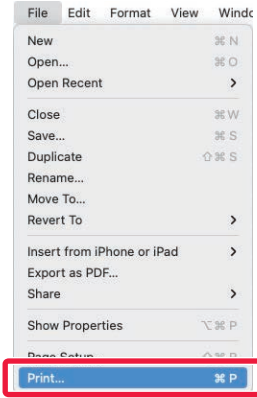 File Edit Format View Windo
New ⌘ N
Open... ⌘ O
Open Recent >
Close ⌘ W
Save... ⌘ S
Duplicate ⇧ ⌘ S
Rename...
Move To...
Revert To >
Insert from iPhone or iPad >
Export as PDF...
Share >
Show Properties ⌥ ⌘ P
Page Setup ⇧ ⌘ P
Print... ⌘ P